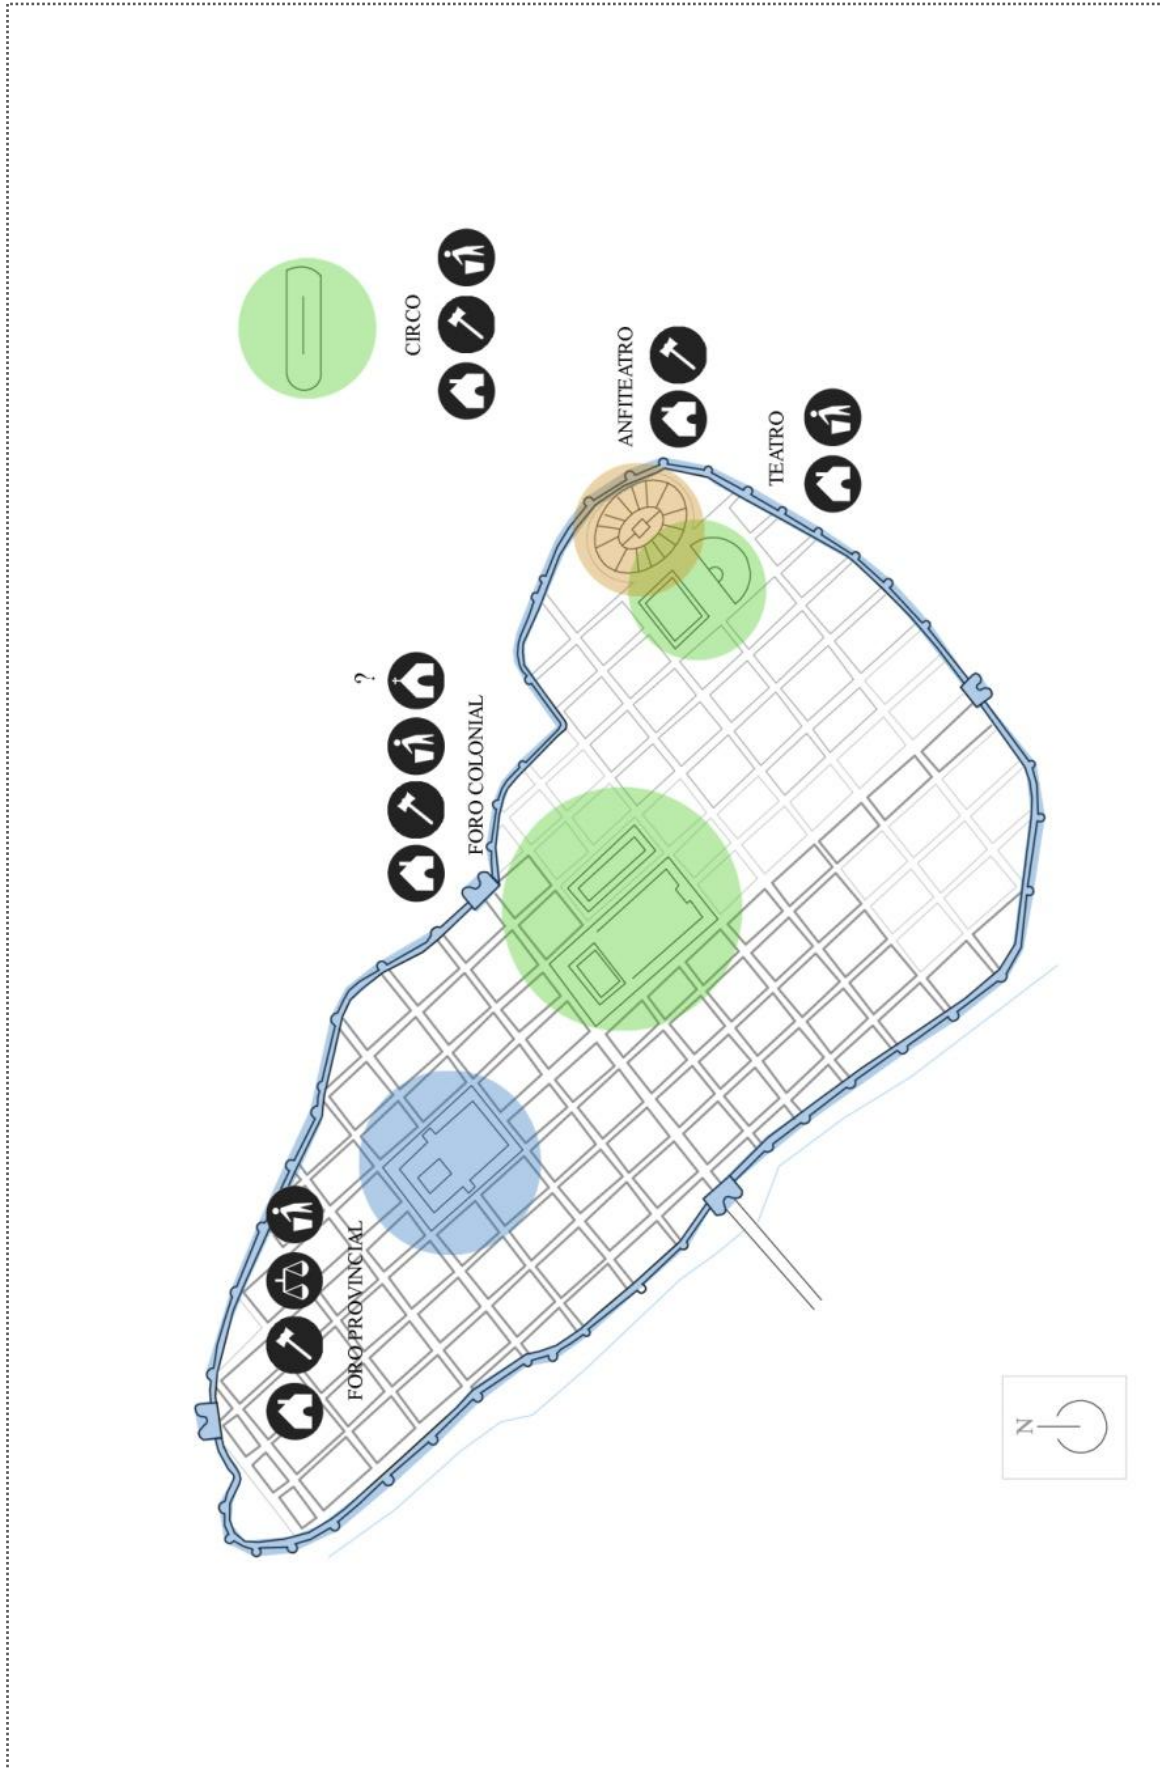 CIRCO
ANFITEATRO
TEATRO
?
FORO COLONIAL
FORO PROVINCIAL
N